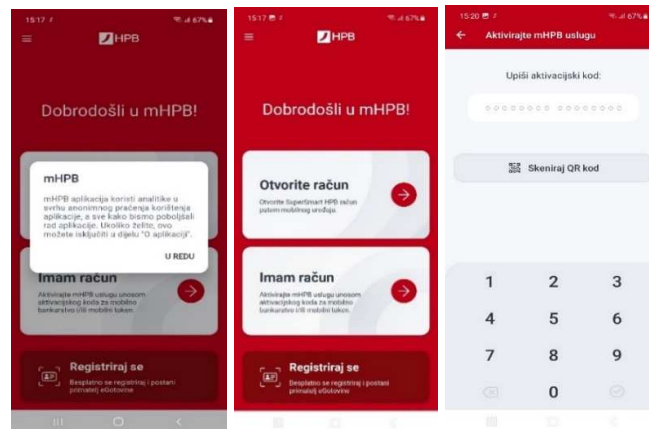 15:17
67%
HPB
Dobrodošli u mHPB!
mHPB
mHPB aplikacija koristi analitike u
svrhu anonimnog praćenja korištenja
aplikacije, a sve kako bismo poboljšali
rad aplikacije. Ukoliko želite, ovo
možete isključiti u dijelu "O aplikaciji".
U REDU
Imam račun
Aktivirajte mHPB uslugu unosom
aktivacijskog koda za mobilno
bankarstvo i/ili mobilni token.
Registriraj se
Besplatno se registriraj i postani
primatelj eGotovine
15:17
67%
HPB
Dobrodošli u mHPB!
Otvorite račun
Otvorite SuperSmart HPB račun
putem mobilnog uređaja.
Imam račun
Aktivirajte mHPB uslugu unosom
aktivacijskog koda za mobilno
bankarstvo i/ili mobilni token.
Registriraj se
Besplatno se registriraj i postani
primatelj eGotovine
15:20
67%
Aktivirajte mHPB uslugu
Upiši aktivacijski kod:
Skeniraj QR kod
1 2 3
4 5 6
7 8 9
0